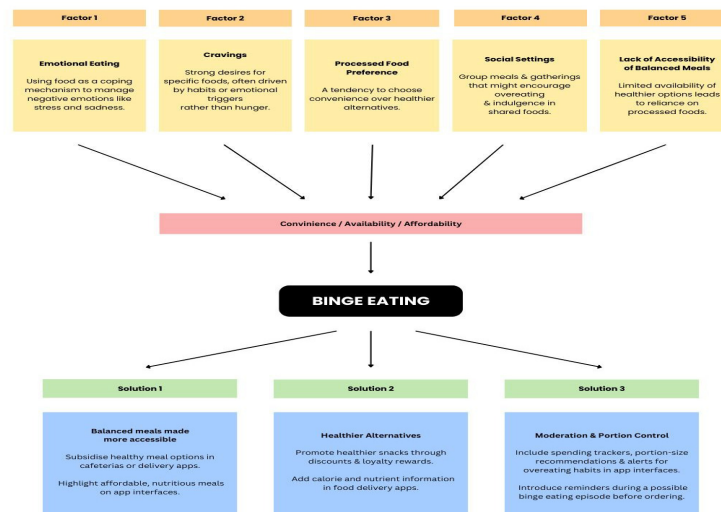 Factor 1
Factor 2
Factor 3
Factor 4
Factor 5
Emotional Eating
Using food as a coping
mechanism to manage
negative emotions like
stress and sadness.
Cravings
Strong desires for
specific foods, often driven
by habits or emotional
triggers
rather than hunger.
Processed Food
Preference
A tendency to choose
convenience over healthier
alternatives.
Social Settings
Group meals & gatherings
that might encourage
overeating
& indulgence in
shared foods.
Lack of Accessibility
of Balanced Meals
Limited availability of
healthier options leads
to reliance on
processed foods.
Convinience / Availability / Affordability
BINGE EATING
Solution 1
Solution 2
Solution 3
Balanced meals made
more accessible
Subsidise healthy meal options in
cafeterias or delivery apps.
Highlight affordable, nutritious meals
on app interfaces.
Healthier Alternatives
Promote healthier snacks through
discounts & loyalty rewards.
Add calorie and nutrient information
in food delivery apps.
Moderation & Portion Control
Include spending trackers, portion-size
recommendations & alerts for
overeating habits in app interfaces.
Introduce reminders during a possible
binge eating episode before ordering.